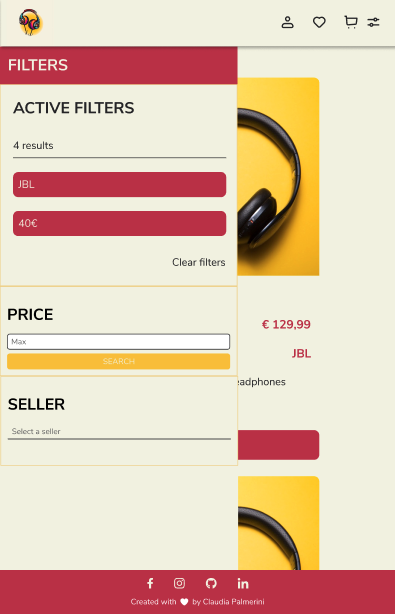 FILTERS
ACTIVE FILTERS
4 results
JBL
40€
Clear filters
PRICE
Max
SEARCH
SELLER
Select a seller
€ 129,99
JBL
eadphones
Created with by Claudia Palmerini